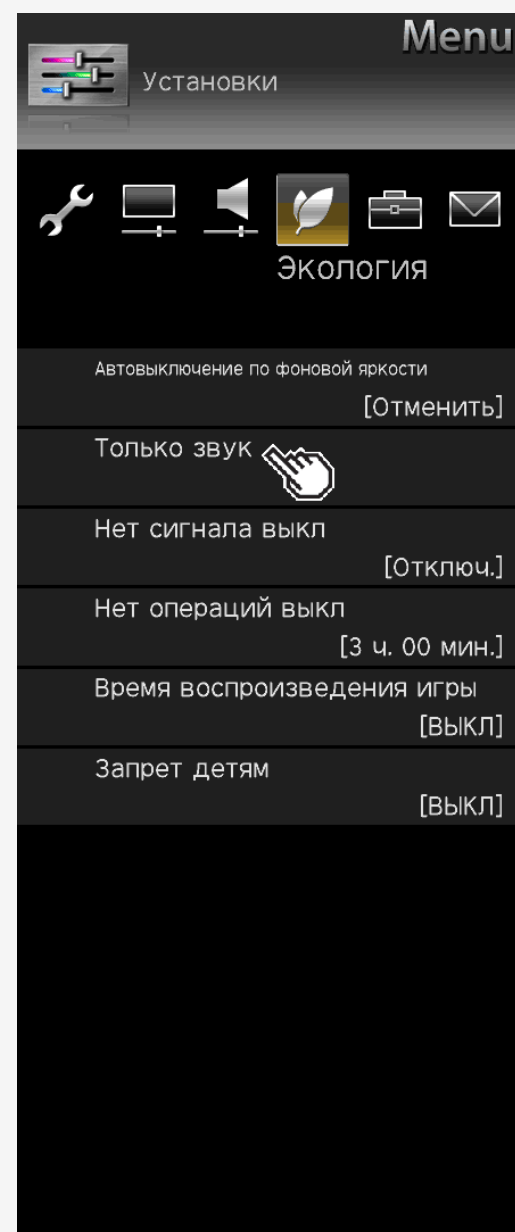 Menu
Установки
Экология
Автовыключение по фоновой яркости
[Отменить]
Только звук
Нет сигнала выкл
[Отключ.]
Нет операций выкл
[3 ч. 00 мин.]
Время воспроизведения игры
[ВЫКЛ]
Запрет детям
[ВЫКЛ]